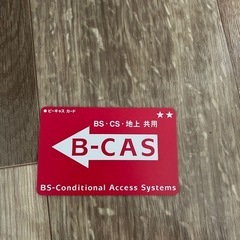 ★ビーキャス カード
★★
BS・CS・地上 共用
B-CAS
BS-Conditional Access Systems